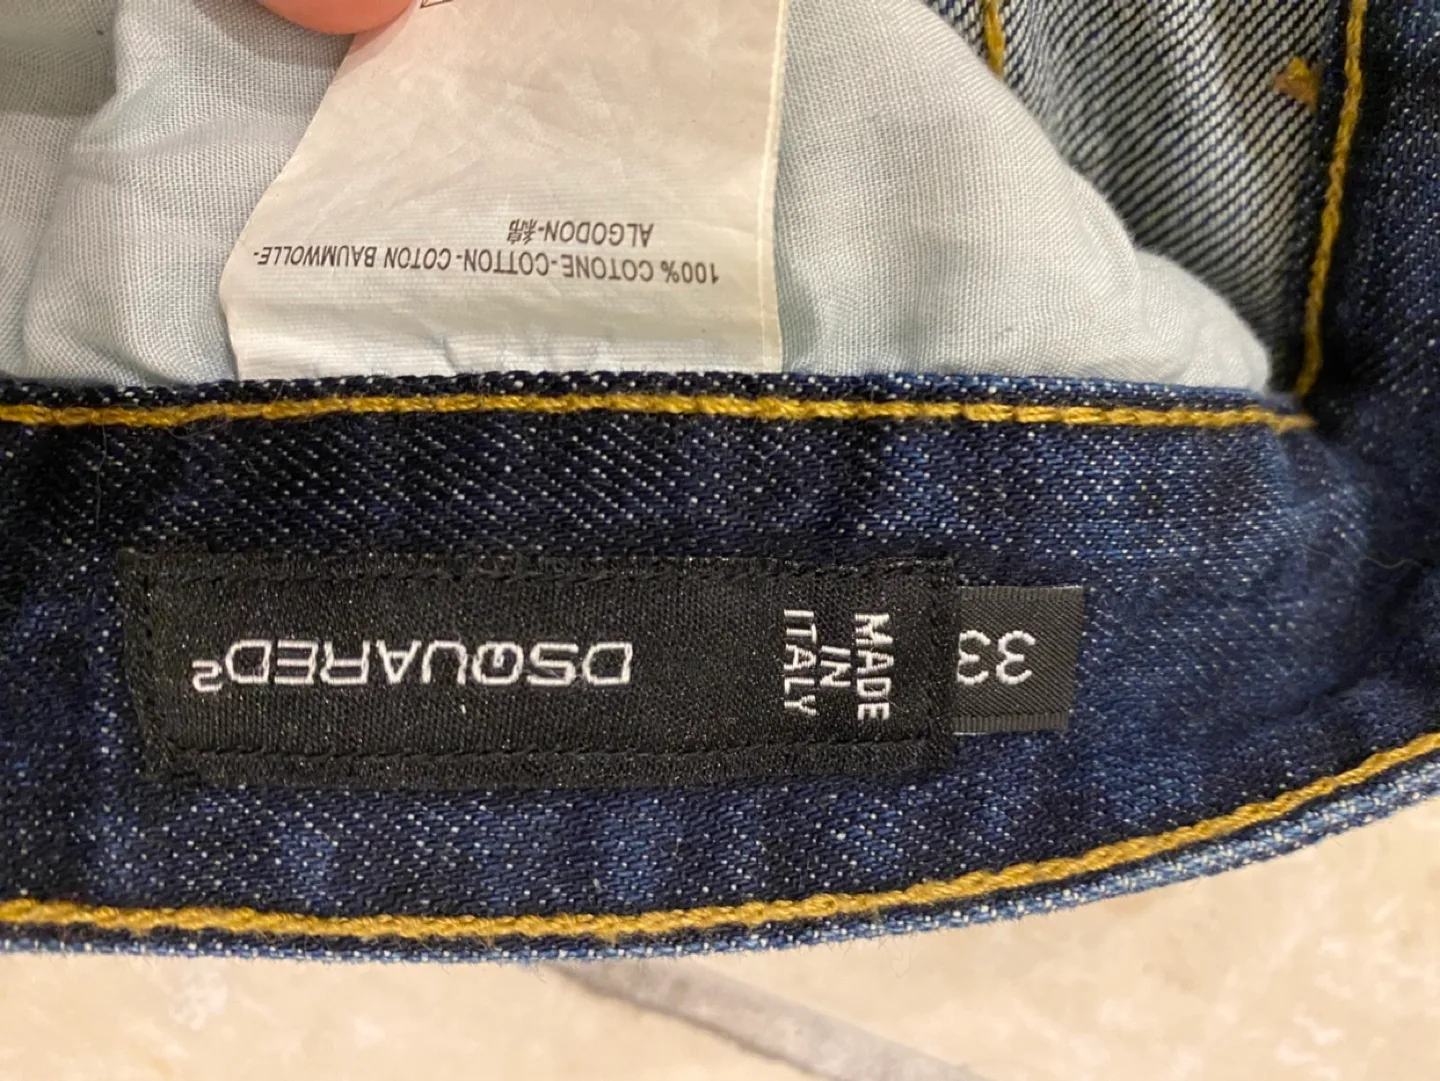 DSQUARED2
MADE
IN
ITALY
33
100% COTONE-COTTON-COTON BAUMWOLLE-
ALGODON-綿